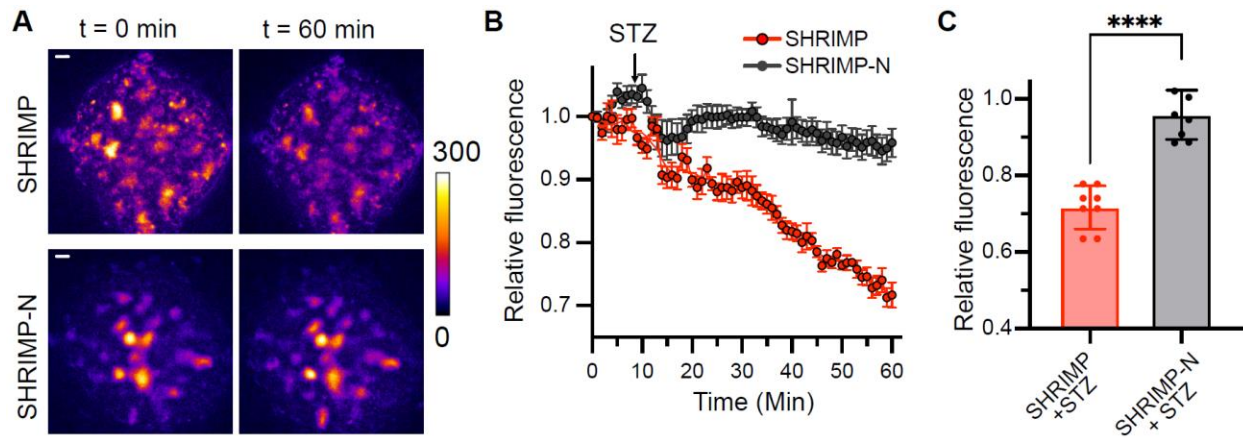 A
t = 0 min
t = 60 min
SHRIMP
SHRIMP-N
300
0
B
STZ
SHRIMP
SHRIMP-N
Relative fluorescence
1.0
0.9
0.8
0.7
0
10
20
30
40
50
60
Time (Min)
C
****
Relative fluorescence
1.0
0.8
0.6
0.4
SHRIMP
+STZ
SHRIMP-N
+ STZ